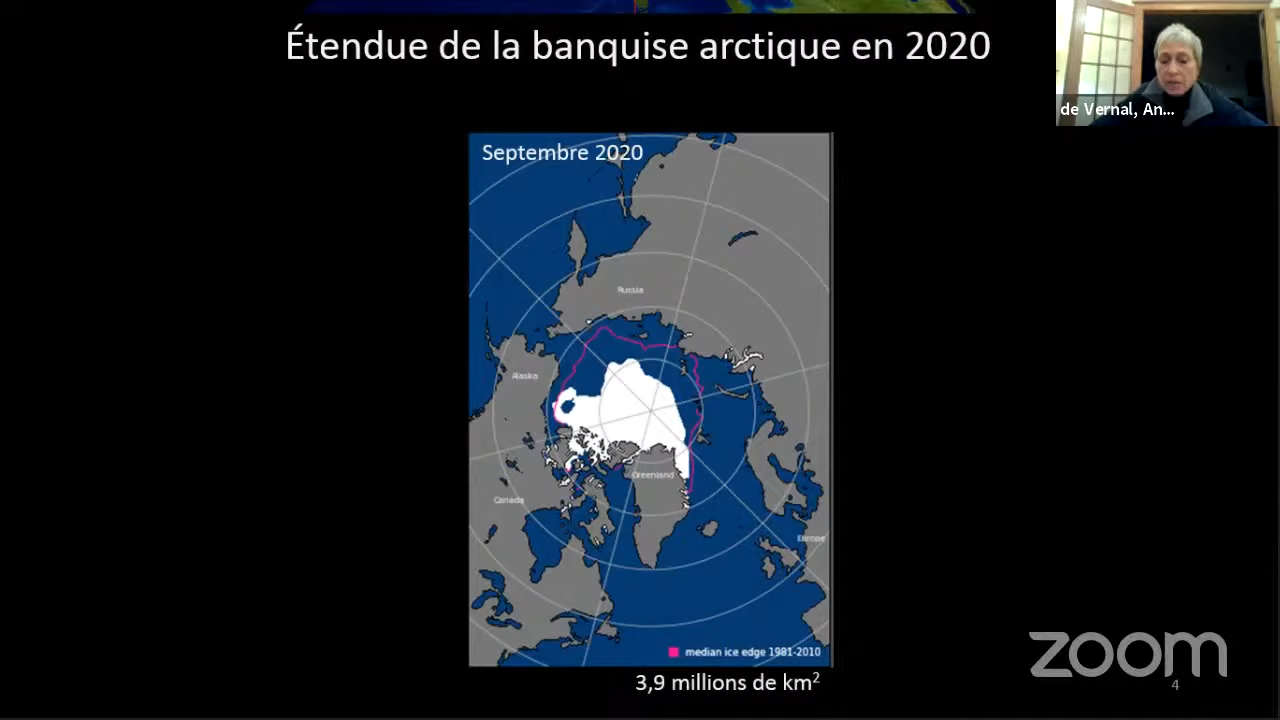 Étendue de la banquise arctique en 2020
de Vernal, An...
Septembre 2020
Russia
Alaska
Greenland
Canada
Europe
median ice edge 1981-2010
3,9 millions de km²
zoom
4